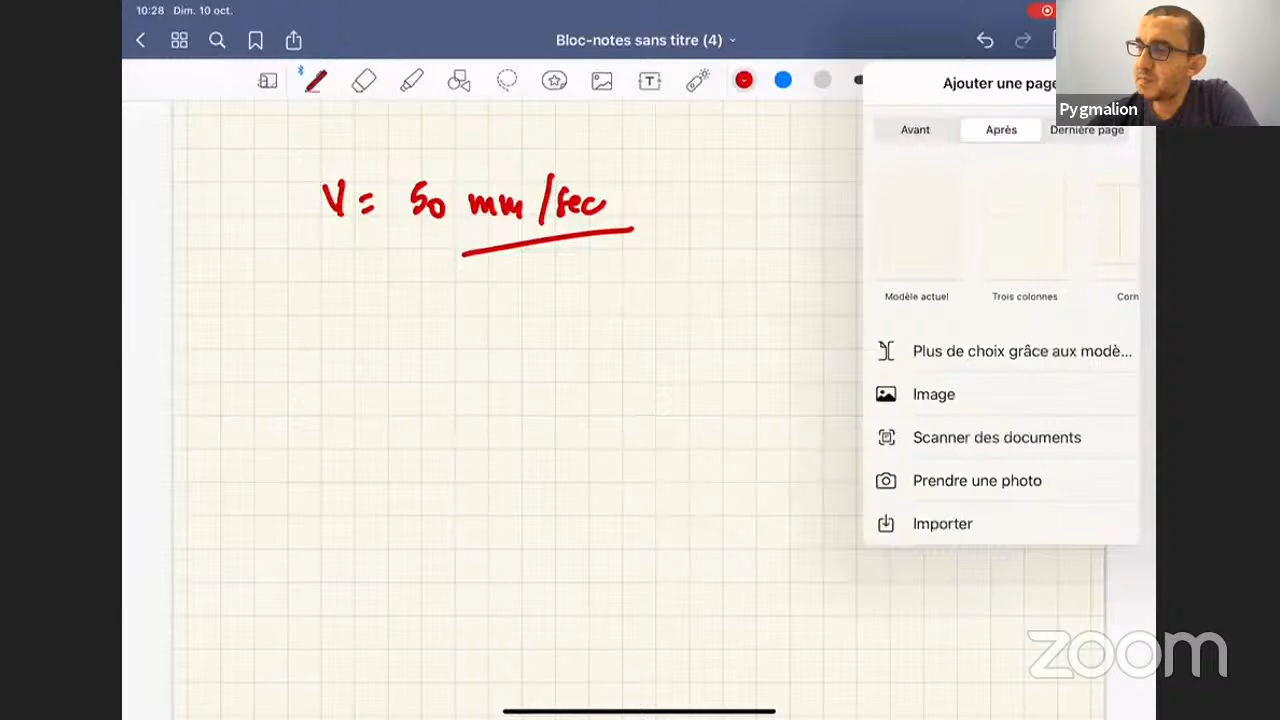 10:28 Dim. 10 oct.
Bloc-notes sans titre (4)
Ajouter une page
Pygmalion
Avant Après Dernière page
V = 50 mm/sec
Modèle actuel Trois colonnes Corn
Plus de choix grâce aux modè...
Image
Scanner des documents
Prendre une photo
Importer
zoom